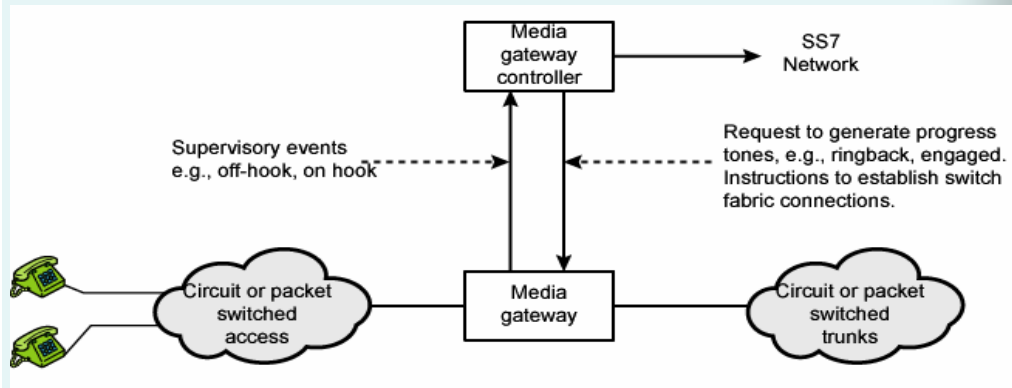 Media
gateway
controller
SS7
Network
Supervisory events
e.g., off-hook, on hook
Request to generate progress
tones, e.g., ringback, engaged.
Instructions to establish switch
fabric connections.
Circuit or packet
switched
access
Media
gateway
Circuit or packet
switched
trunks